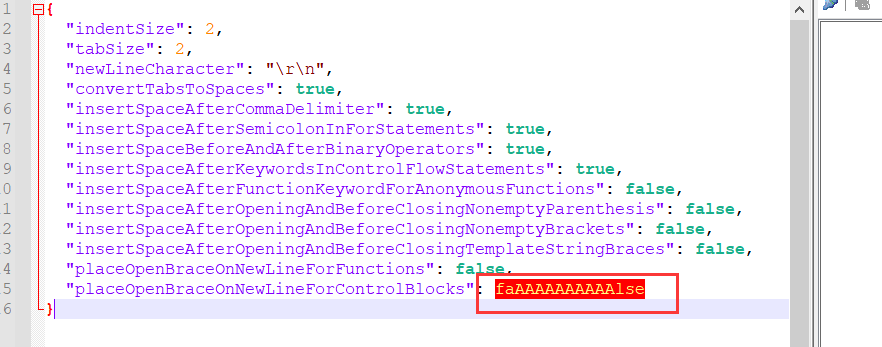 1 {
2 "indentSize": 2,
3 "tabSize": 2,
4 "newLineCharacter": "\r\n",
5 "convertTabsToSpaces": true,
6 "insertSpaceAfterCommaDelimiter": true,
7 "insertSpaceAfterSemicolonInForStatements": true,
8 "insertSpaceBeforeAndAfterBinaryOperators": true,
9 "insertSpaceAfterKeywordsInControlFlowStatements": true,
0 "insertSpaceAfterFunctionKeywordForAnonymousFunctions": false,
1 "insertSpaceAfterOpeningAndBeforeClosingNonemptyParenthesis": false,
2 "insertSpaceAfterOpeningAndBeforeClosingNonemptyBrackets": false,
3 "insertSpaceAfterOpeningAndBeforeClosingTemplateStringBraces": false,
4 "placeOpenBraceOnNewLineForFunctions": false,
5 "placeOpenBraceOnNewLineForControlBlocks": faAAAAAAAAAAlse
6 }